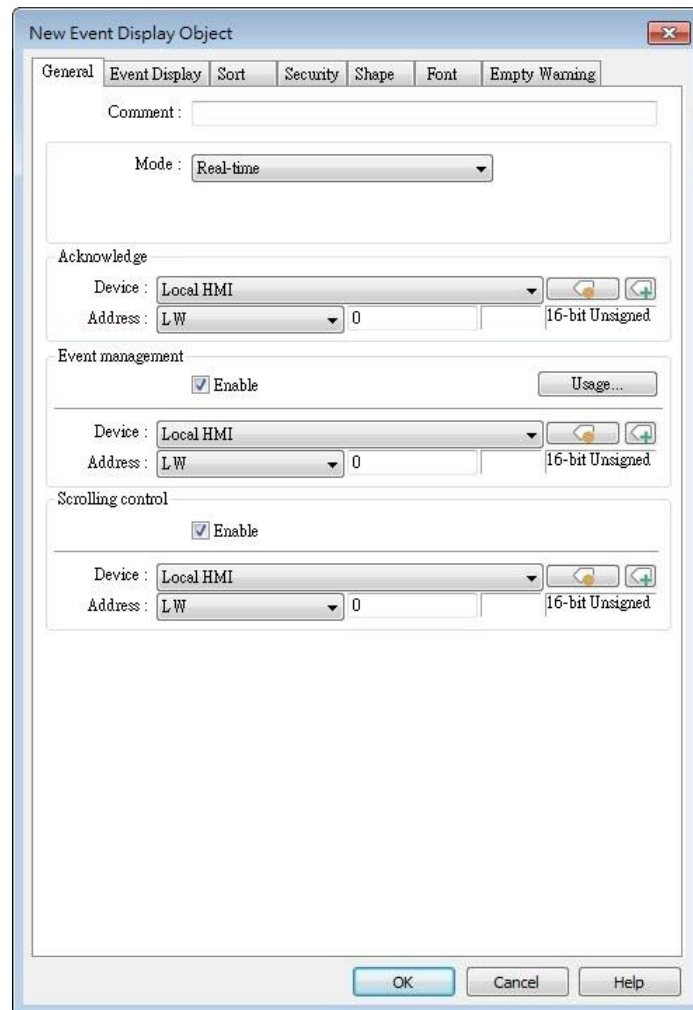 New Event Display Object
General Event Display Sort Security Shape Font Empty Warning
Comment :
Mode : Real-time
Acknowledge
Device : Local HMI
Address : LW 0 16-bit Unsigned
Event management
Enable Usage...
Device : Local HMI
Address : LW 0 16-bit Unsigned
Scrolling control
Enable
Device : Local HMI
Address : LW 0 16-bit Unsigned
OK Cancel Help